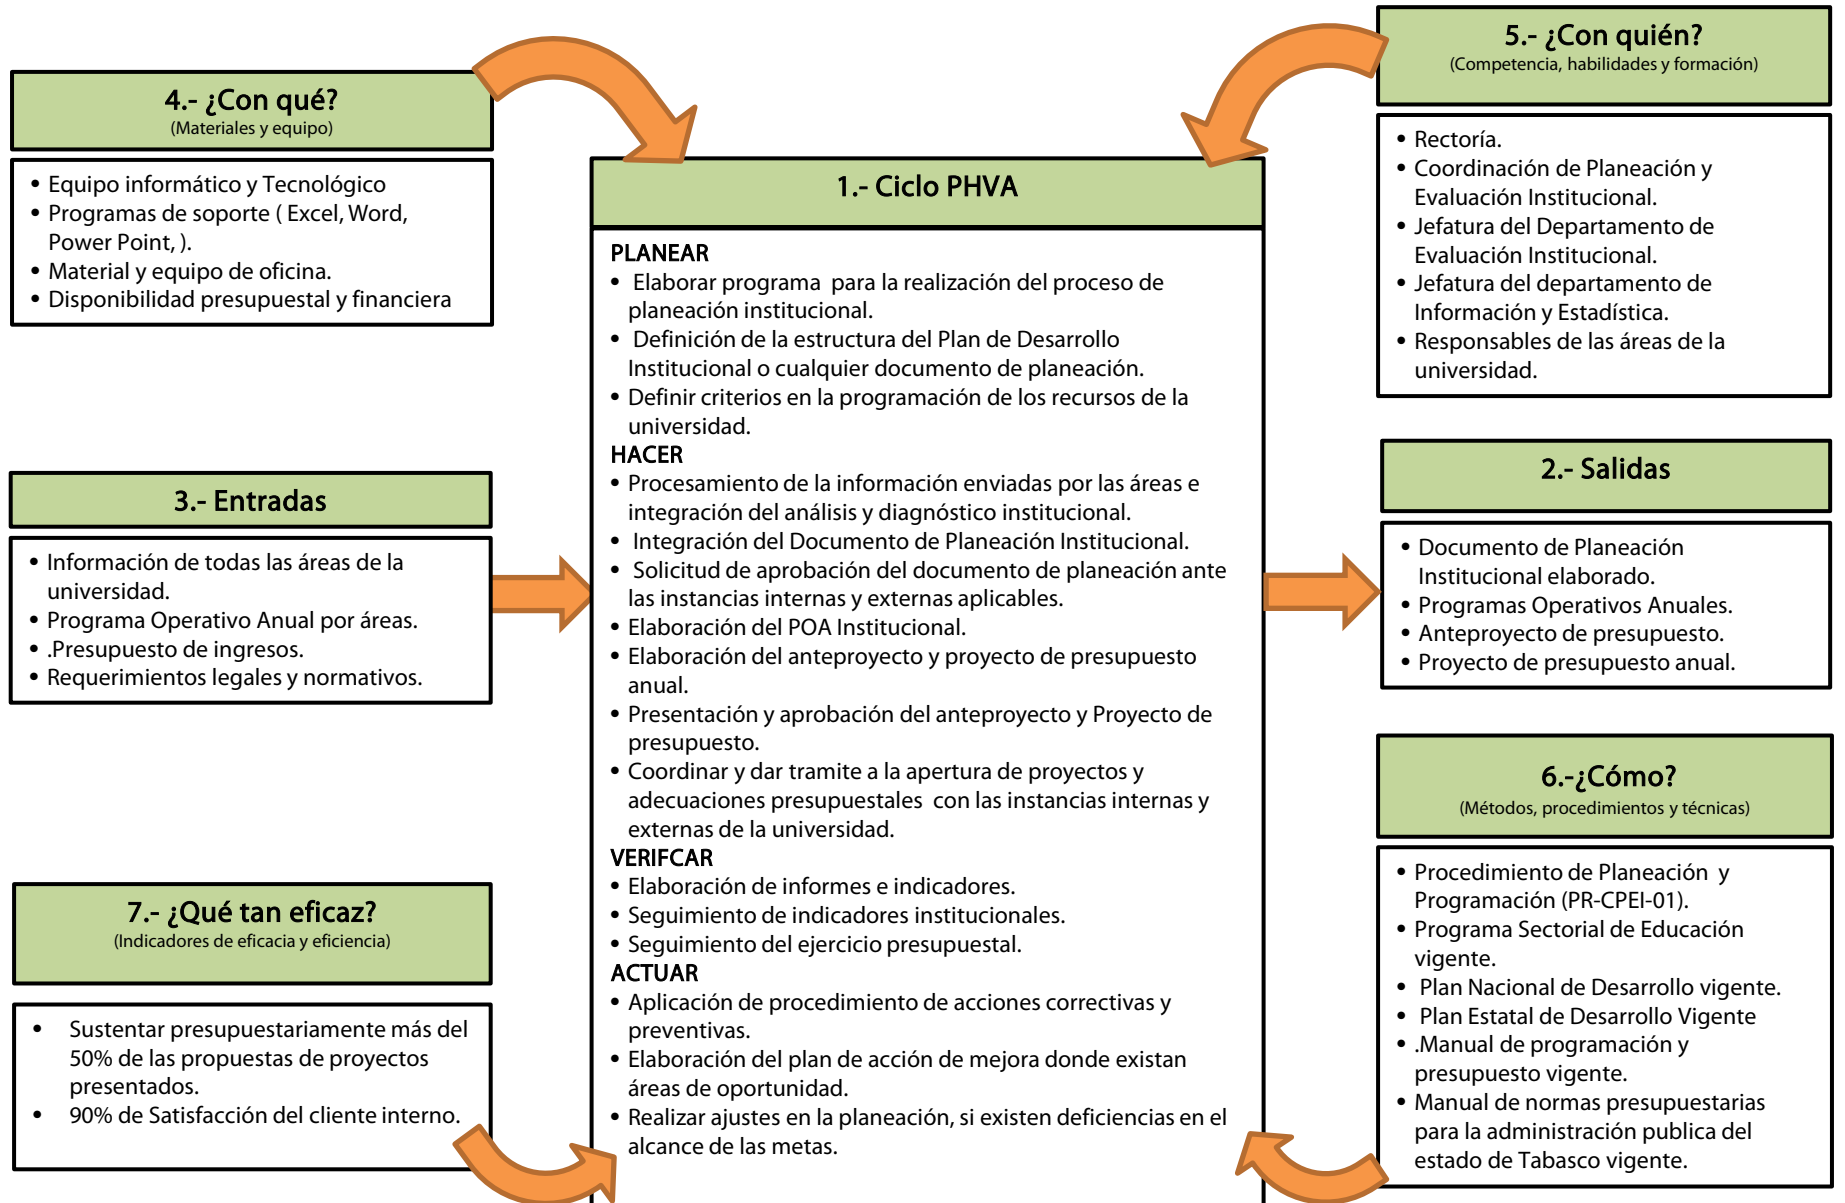 4.- ¿Con qué?
(Materiales y equipo)
• Equipo informático y Tecnológico
• Programas de soporte ( Excel, Word,
Power Point, ).
• Material y equipo de oficina.
• Disponibilidad presupuestal y financiera
3.- Entradas
• Información de todas las áreas de la
universidad.
• Programa Operativo Anual por áreas.
• .Presupuesto de ingresos.
• Requerimientos legales y normativos.
7.- ¿Qué tan eficaz?
(Indicadores de eficacia y eficiencia)
• Sustentar presupuestariamente más del
50% de las propuestas de proyectos
presentados.
• 90% de Satisfacción del cliente interno.
1.- Ciclo PHVA
PLANEAR
• Elaborar programa para la realización del proceso de
planeación institucional.
• Definición de la estructura del Plan de Desarrollo
Institucional o cualquier documento de planeación.
• Definir criterios en la programación de los recursos de la
universidad.
HACER
• Procesamiento de la información enviadas por las áreas e
integración del análisis y diagnóstico institucional.
• Integración del Documento de Planeación Institucional.
• Solicitud de aprobación del documento de planeación ante
las instancias internas y externas aplicables.
• Elaboración del POA Institucional.
• Elaboración del anteproyecto y proyecto de presupuesto
anual.
• Presentación y aprobación del anteproyecto y Proyecto de
presupuesto.
• Coordinar y dar tramite a la apertura de proyectos y
adecuaciones presupuestales con las instancias internas y
externas de la universidad.
VERIFCAR
• Elaboración de informes e indicadores.
• Seguimiento de indicadores institucionales.
• Seguimiento del ejercicio presupuestal.
ACTUAR
• Aplicación de procedimiento de acciones correctivas y
preventivas.
• Elaboración del plan de acción de mejora donde existan
áreas de oportunidad.
• Realizar ajustes en la planeación, si existen deficiencias en el
alcance de las metas.
5.- ¿Con quién?
(Competencia, habilidades y formación)
• Rectoría.
• Coordinación de Planeación y
Evaluación Institucional.
• Jefatura del Departamento de
Evaluación Institucional.
• Jefatura del departamento de
Información y Estadística.
• Responsables de las áreas de la
universidad.
2.- Salidas
• Documento de Planeación
Institucional elaborado.
• Programas Operativos Anuales.
• Anteproyecto de presupuesto.
• Proyecto de presupuesto anual.
6.-¿Cómo?
(Métodos, procedimientos y técnicas)
• Procedimiento de Planeación y
Programación (PR-CPEI-01).
• Programa Sectorial de Educación
vigente.
• Plan Nacional de Desarrollo vigente.
• Plan Estatal de Desarrollo Vigente
• .Manual de programación y
presupuesto vigente.
• Manual de normas presupuestarias
para la administración publica del
estado de Tabasco vigente.